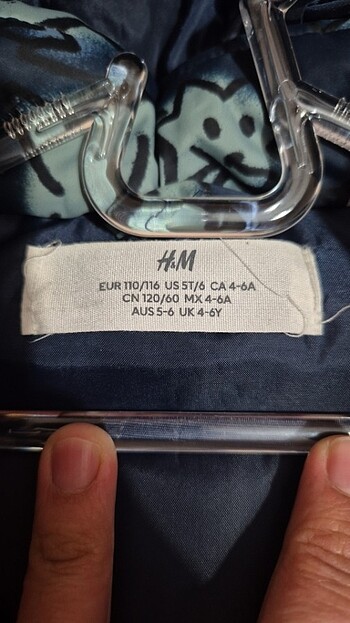 H&M
EUR 110/116 US 5T/6 CA 4-6A
CN 120/60 MX 4-6A
AUS 5-6 UK 4-6Y